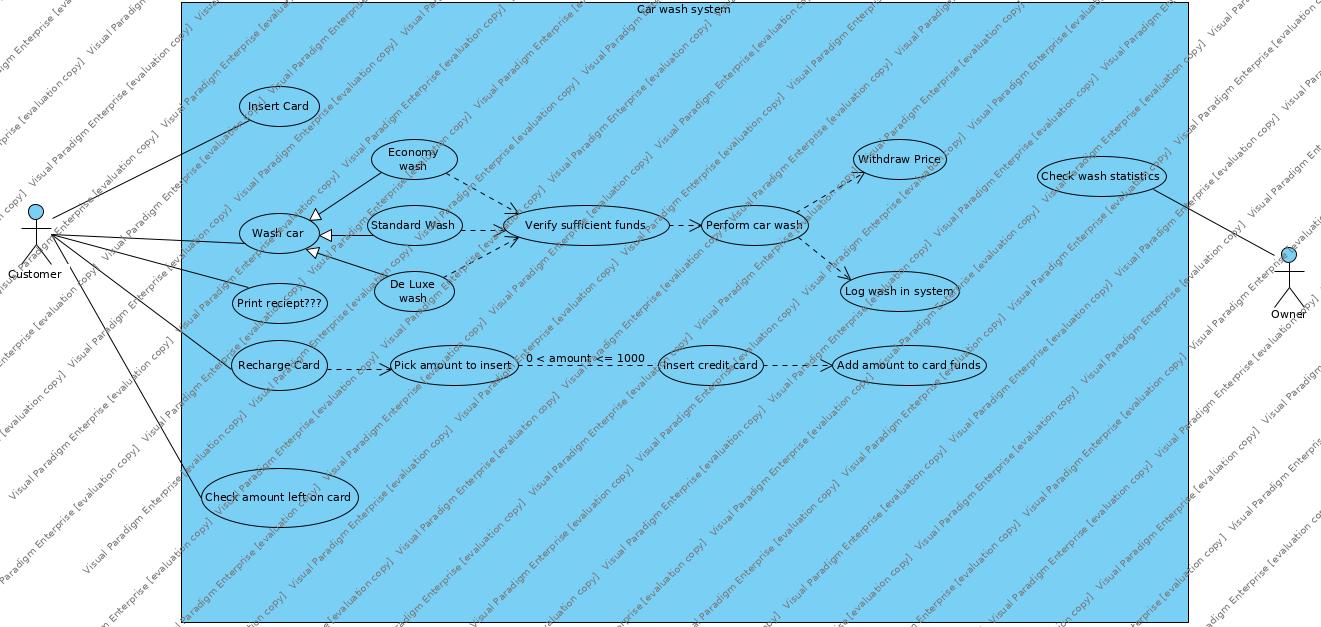 Car wash system
Insert Card
Economy
wash
Withdraw Price
Check wash statistics
Wash car
Standard Wash
Verify sufficient funds
Perform car wash
Customer
De Luxe
wash
Log wash in system
Print reciept???
Owner
0 < amount <= 1000
Recharge Card
Pick amount to insert
Insert credit card
Add amount to card funds
Check amount left on card
Visual Paradigm Enterprise [evaluation copy]